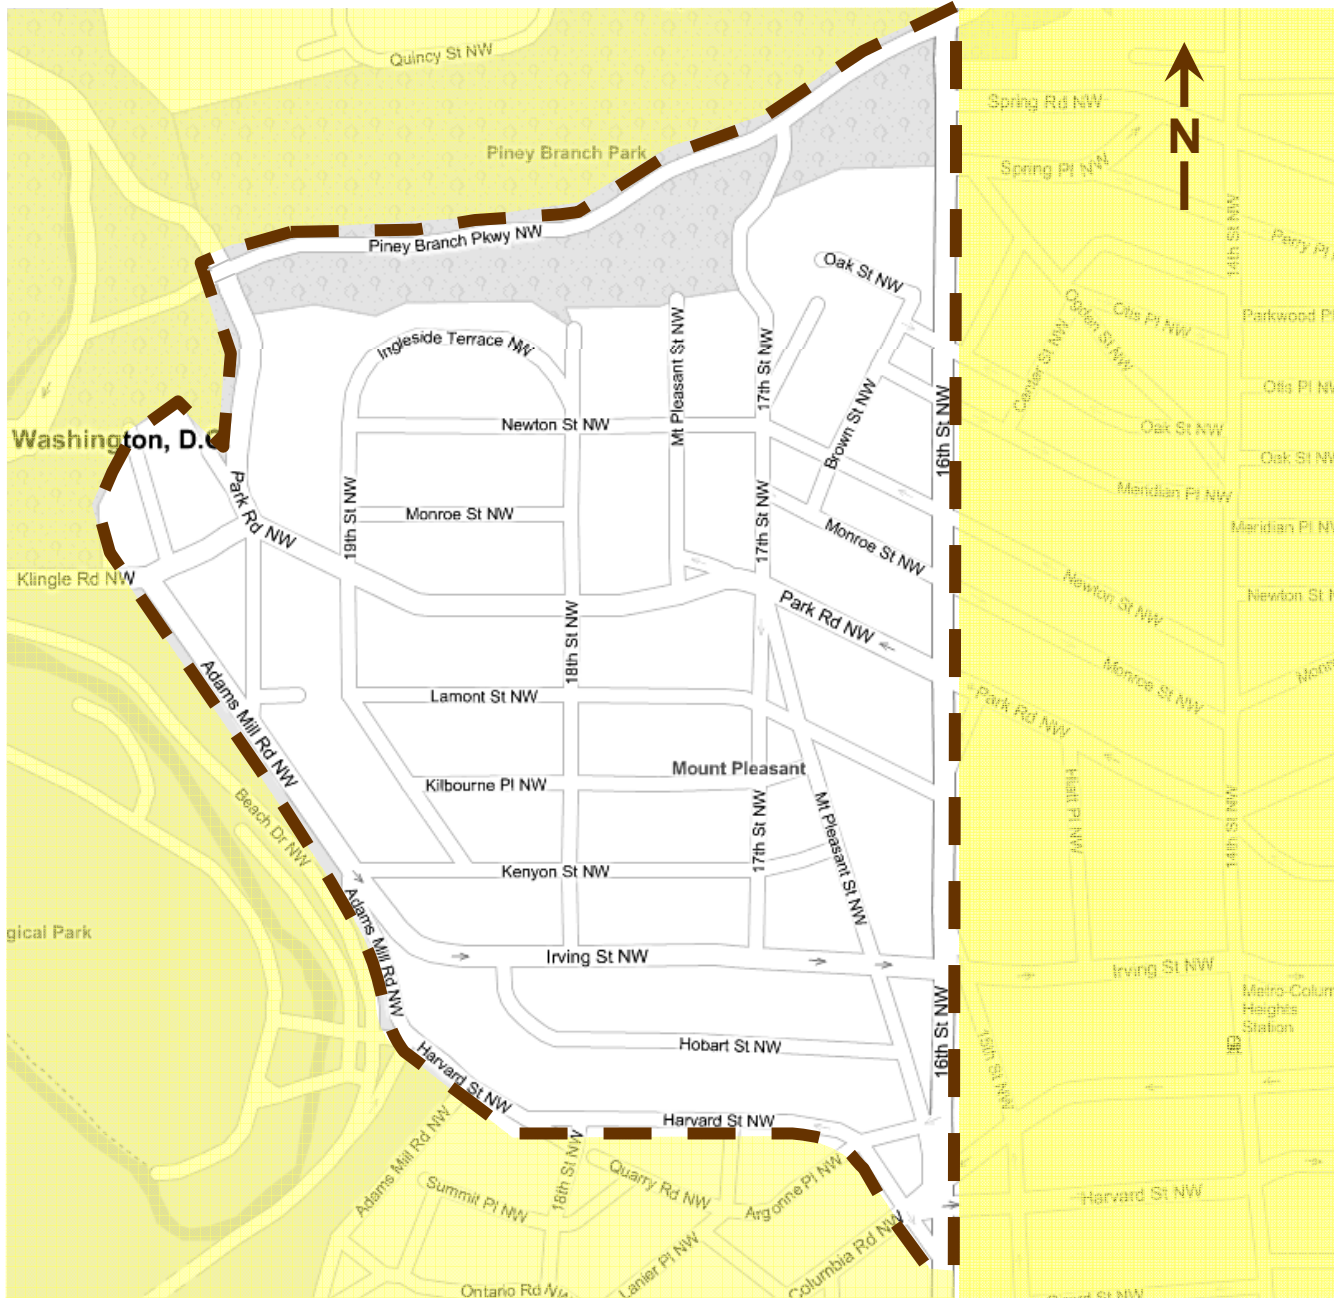 Quincy St NW
Spring Rd NW
N
Piney Branch Park
Spring Pl NW
14th St NW
Perry Pl
Piney Branch Pkwy NW
Oak St NW
Otis Pl NW
Ogden St NW
Parkwood Pl
Ingleside Terrace NW
Mt Pleasant St NW
17th St NW
Center St NW
Otis Pl NW
Newton St NW
Brown St NW
16th St NW
Oak St NW
Washington, D.C
Oak St NW
Park Rd NW
19th St NW
Monroe St NW
17th St NW
Monroe St NW
Meridian Pl NW
Meridian Pl NW
Klingle Rd NW
Newton St NW
Newton St N
Park Rd NW
18th St NW
Adams Mill Rd NW
Lamont St NW
Monroe St NW
Park Rd NW
Mount Pleasant
Kilbourne Pl NW
Hiatt Pl NW
14th St NW
Beach Dr NW
17th St NW
Mt Pleasant St NW
Kenyon St NW
Adams Mill Rd NW
gical Park
Irving St NW
Irving St NW
Metro-Colum
Heights
Station
16th St NW
15th St NW
Hobart St NW
Harvard St NW
Harvard St NW
Adams Mill Rd NW
18th St NW
Quarry Rd NW
Argonne Pl NW
Summit Pl NW
Harvard St NW
Columbia Rd NW
Lanier Pl NW
Ontario Rd NW